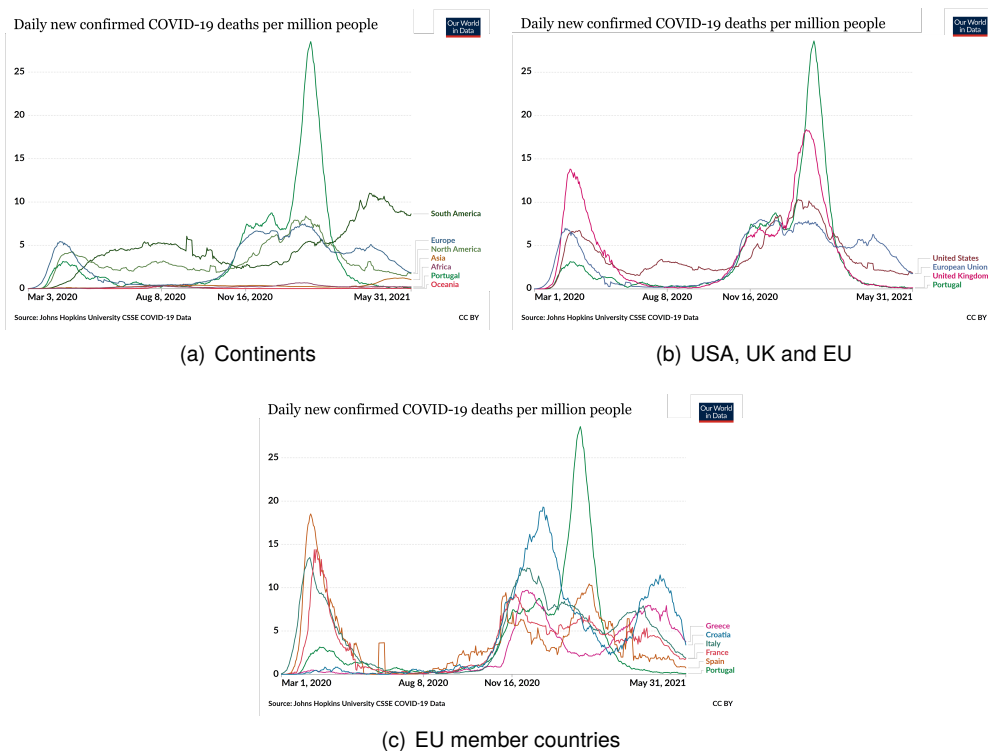 Daily new confirmed COVID-19 deaths per million people
Our World
in Data
25
20
15
10
5
0
South America
Europe
North America
Asia
Africa
Portugal
Oceania
Mar 3, 2020
Aug 8, 2020
Nov 16, 2020
May 31, 2021
Source: Johns Hopkins University CSSE COVID-19 Data
CC BY
(a) Continents
Daily new confirmed COVID-19 deaths per million people
Our World
in Data
25
20
15
10
5
0
United States
European Union
United Kingdom
Portugal
Mar 1, 2020
Aug 8, 2020
Nov 16, 2020
May 31, 2021
Source: Johns Hopkins University CSSE COVID-19 Data
CC BY
(b) USA, UK and EU
Daily new confirmed COVID-19 deaths per million people
Our World
in Data
25
20
15
10
5
0
Greece
Croatia
Italy
France
Spain
Portugal
Mar 1, 2020
Aug 8, 2020
Nov 16, 2020
May 31, 2021
Source: Johns Hopkins University CSSE COVID-19 Data
CC BY
(c) EU member countries